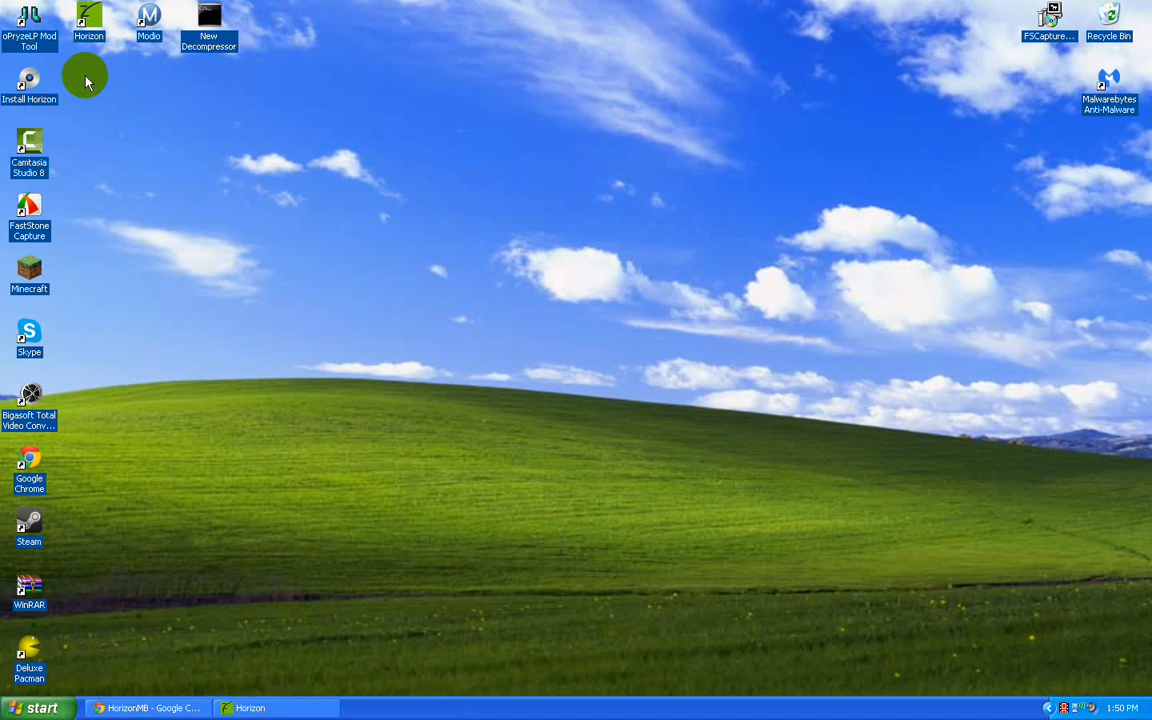 oPryzeLP Mod
Tool
Horizon
Modio
New
Decompressor
FSCapture...
Recycle Bin
Install Horizon
Malwarebytes
Anti-Malware
Camtasia
Studio 8
FastStone
Capture
Minecraft
Skype
Bigasoft Total
Video Conv...
Google
Chrome
Steam
WinRAR
Deluxe
Pacman
start
HorizonMB - Google C...
Horizon
1:50 PM